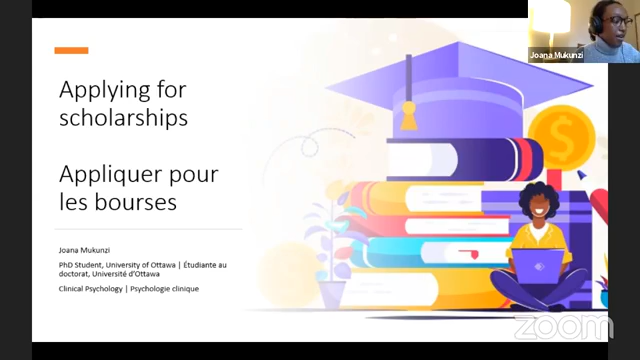 Joana Mukunzi
Applying for
scholarships
Appliquer pour
les bourses
Joana Mukunzi
PhD Student, University of Ottawa | Étudiante au
doctorat, Université d'Ottawa
Clinical Psychology | Psychologie clinique
zoom